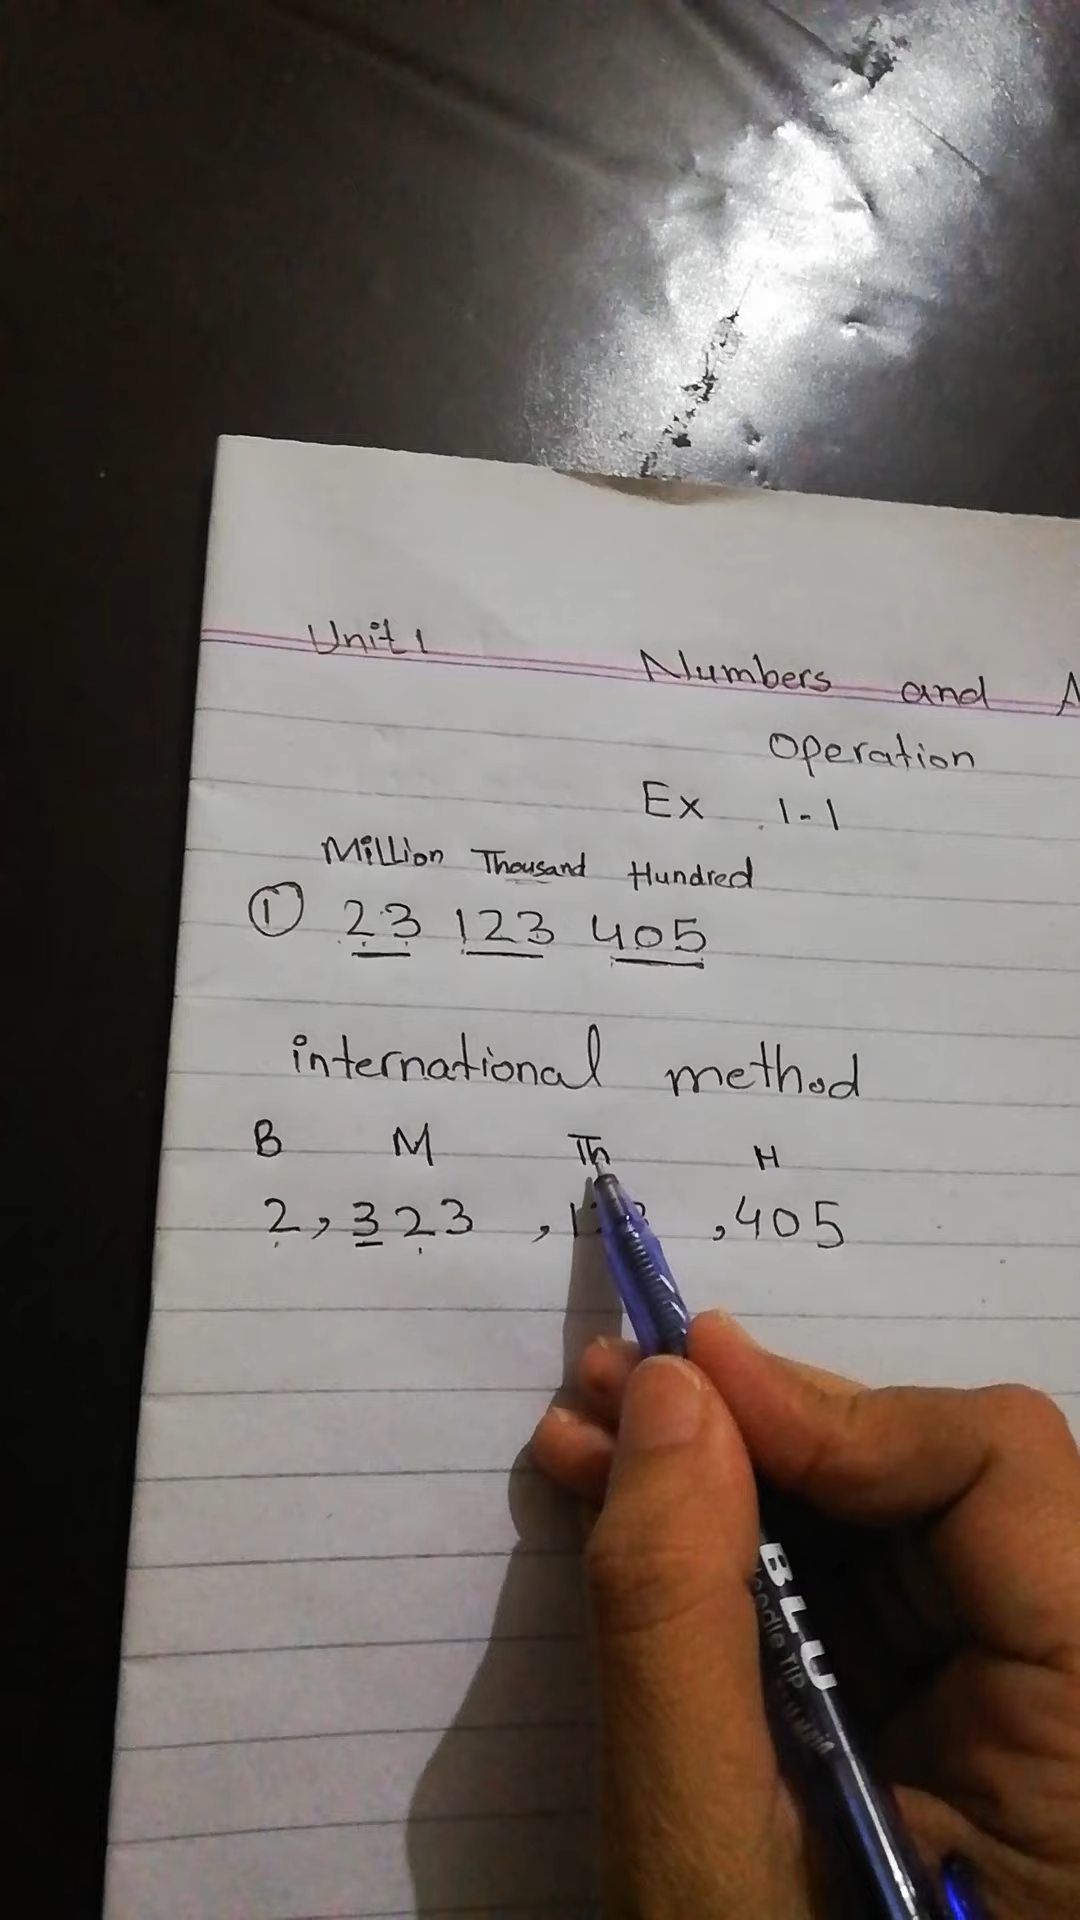 Unit 1
Numbers and A
Operation
Ex 1-1
Million Thousand Hundred
① 23 123 405
international method
B M Th H
2, 323 , , 405
BLU
TIP